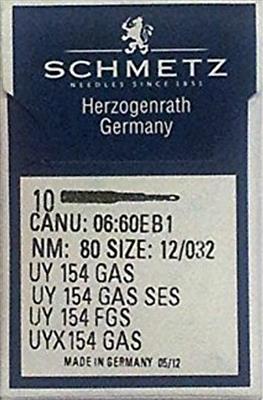 SCHMETZ
NEEDLES SINCE 1851
Herzogenrath
Germany
10
CANU: 06:60EB1
NM: 80 SIZE: 12/032
UY 154 GAS
UY 154 GAS SES
UY 154 FGS
UYX154 GAS
MADE IN GERMANY 05/12